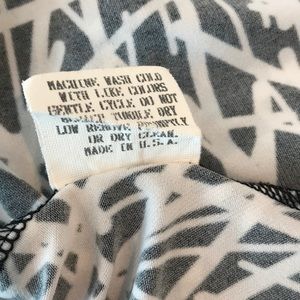 MACHINE WASH COLD
WITH LIKE COLORS
GENTLE CYCLE DO NOT
BLEACH TUMBLE DRY
LOW REMOVE PROMPTLY
OR DRY CLEAN.
MADE IN U.S.A.